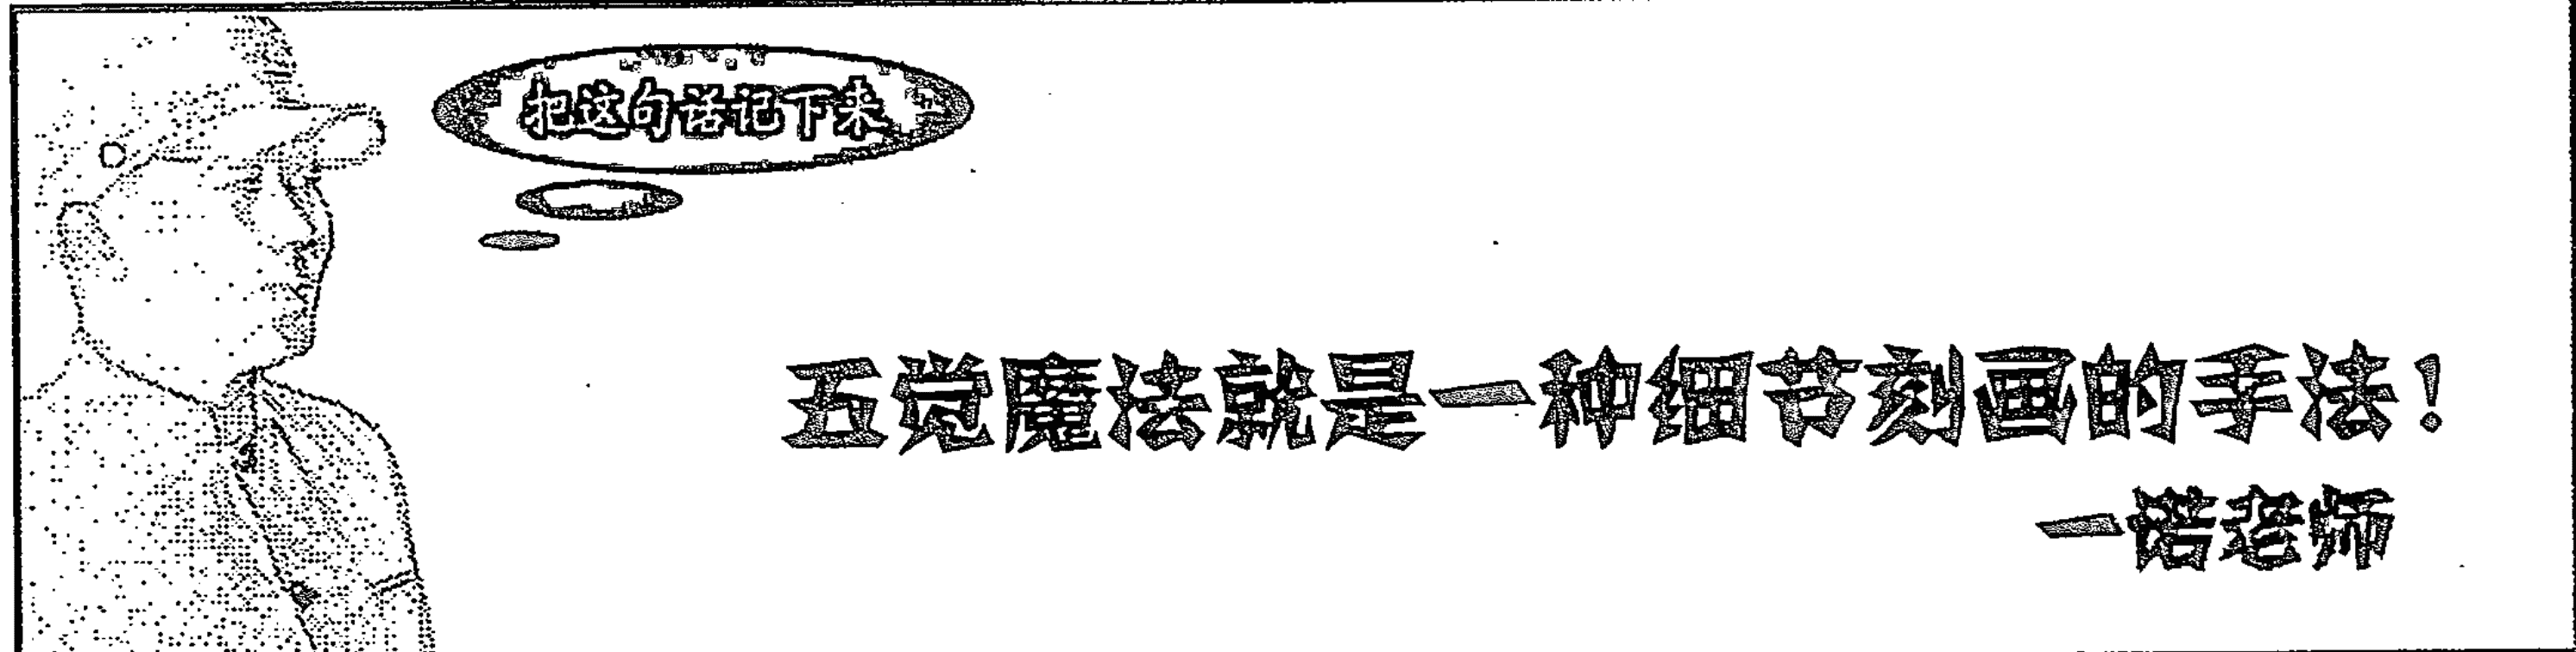 把这句话记下来
五觉魔法就是一种细节刻画的手法！
一诺老师